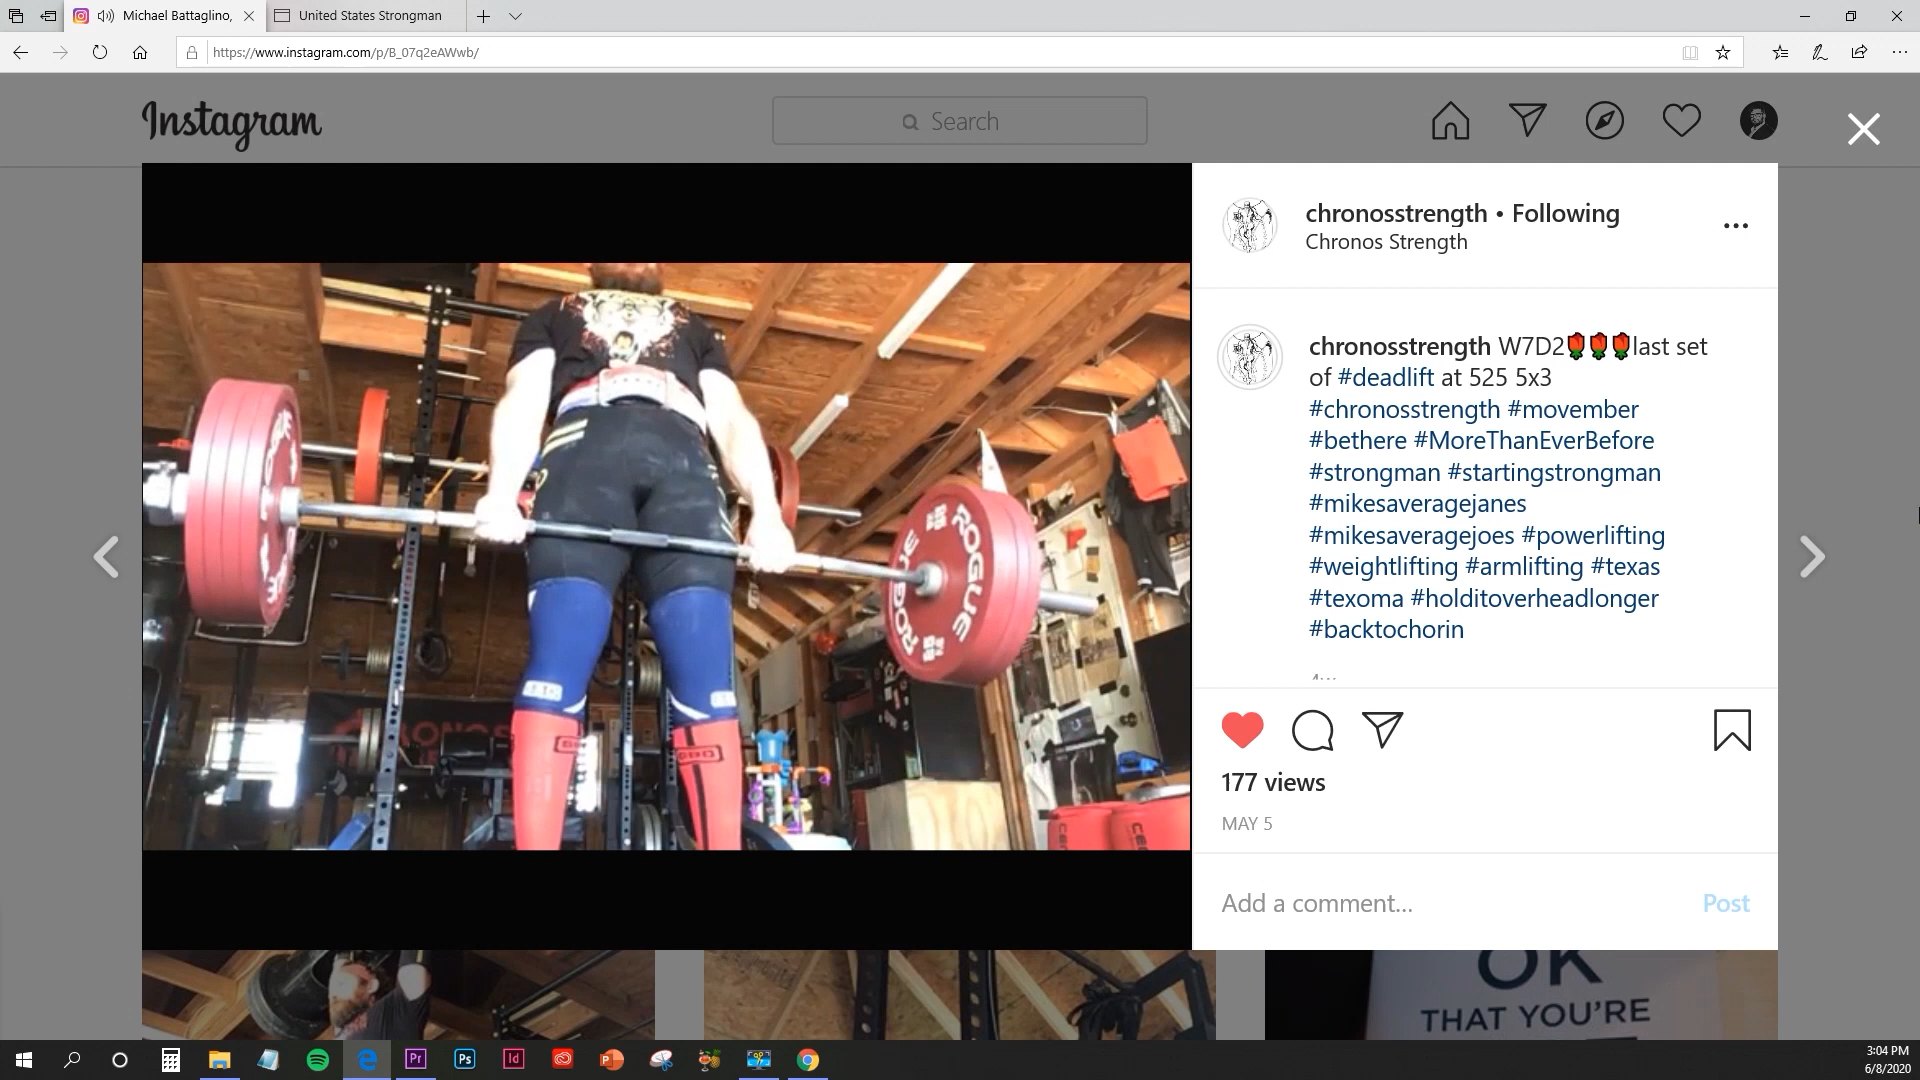 Michael Battaglino,
United States Strongman
https://www.instagram.com/p/B_07q2eAWwb/
Instagram
Search
chronosstrength • Following
Chronos Strength
chronosstrength W7D2🌹🌹🌹last set
of #deadlift at 525 5x3
#chronosstrength #movember
#bethere #MoreThanEverBefore
#strongman #startingstrongman
#mikesaveragejanes
#mikesaveragejoes #powerlifting
#weightlifting #armlifting #texas
#texoma #holditoverheadlonger
#backtochorin
177 views
MAY 5
Add a comment...
Post
ROGUE
ROGUE
OK
THAT YOU'RE
Pr
Ps
Id
3:04 PM
6/8/2020